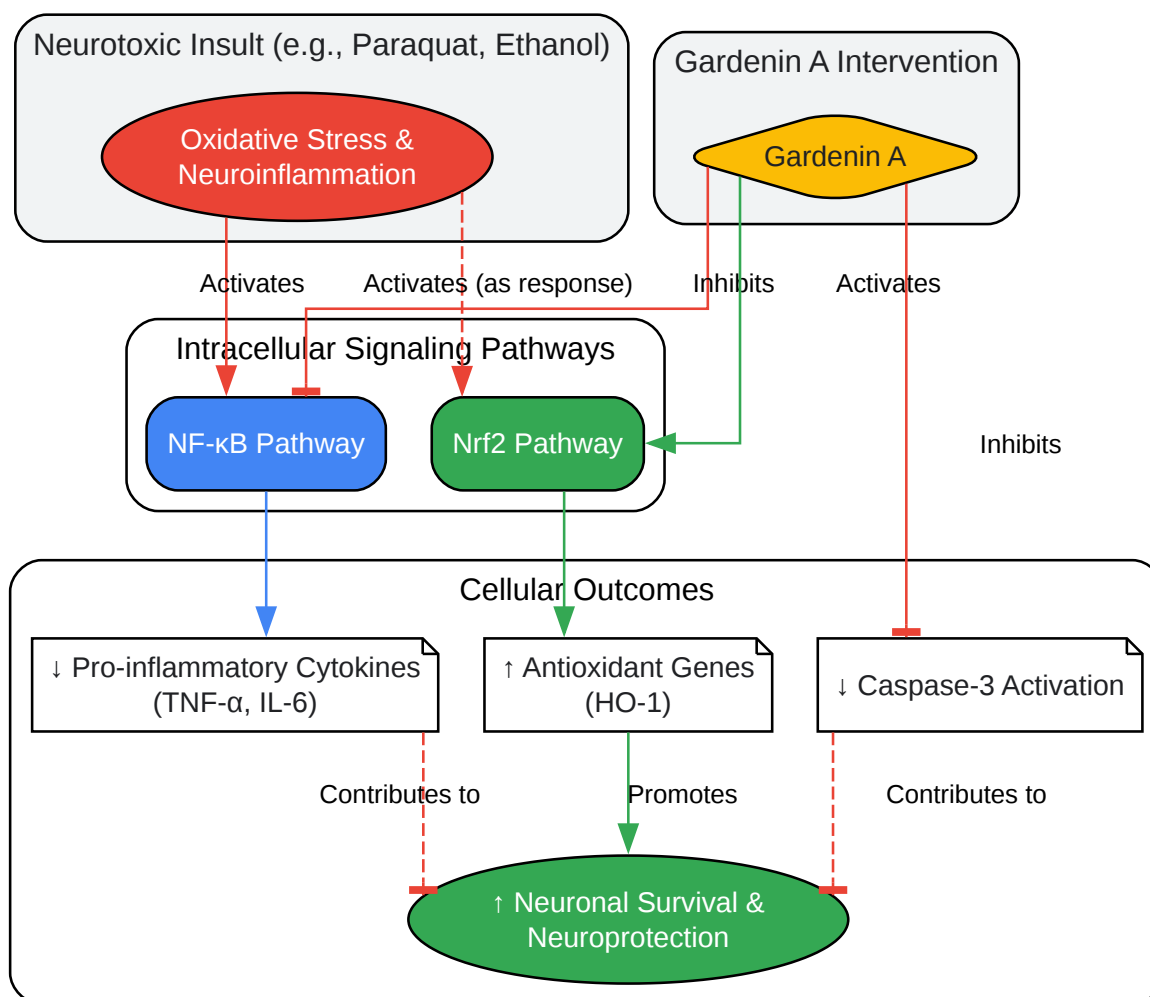 Neurotoxic Insult (e.g., Paraquat, Ethanol)
Gardenin A Intervention
Oxidative Stress &
Neuroinflammation
Gardenin A
Activates
Activates (as response)
Inhibits
Activates
Intracellular Signaling Pathways
NF-κB Pathway
Nrf2 Pathway
Inhibits
Cellular Outcomes
↓ Pro-inflammatory Cytokines
(TNF-α, IL-6)
↑ Antioxidant Genes
(HO-1)
↓ Caspase-3 Activation
Contributes to
Promotes
Contributes to
↑ Neuronal Survival &
Neuroprotection